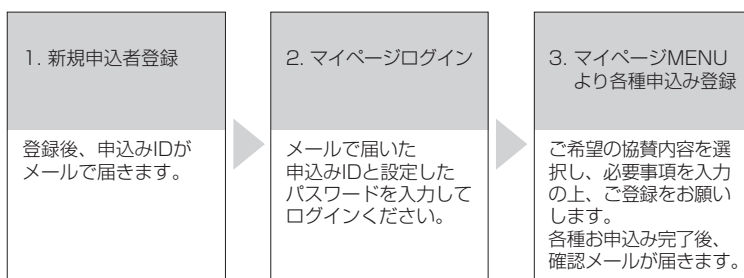 1. 新規申込者登録
登録後、申込みIDが
メールで届きます。
2. マイページログイン
メールで届いた
申込みIDと設定した
パスワードを入力して
ログインください。
3. マイページMENU
より各種申込み登録
ご希望の協賛内容を選
択し、必要事項を入力
の上、ご登録をお願い
します。
各種お申込み完了後、
確認メールが届きます。